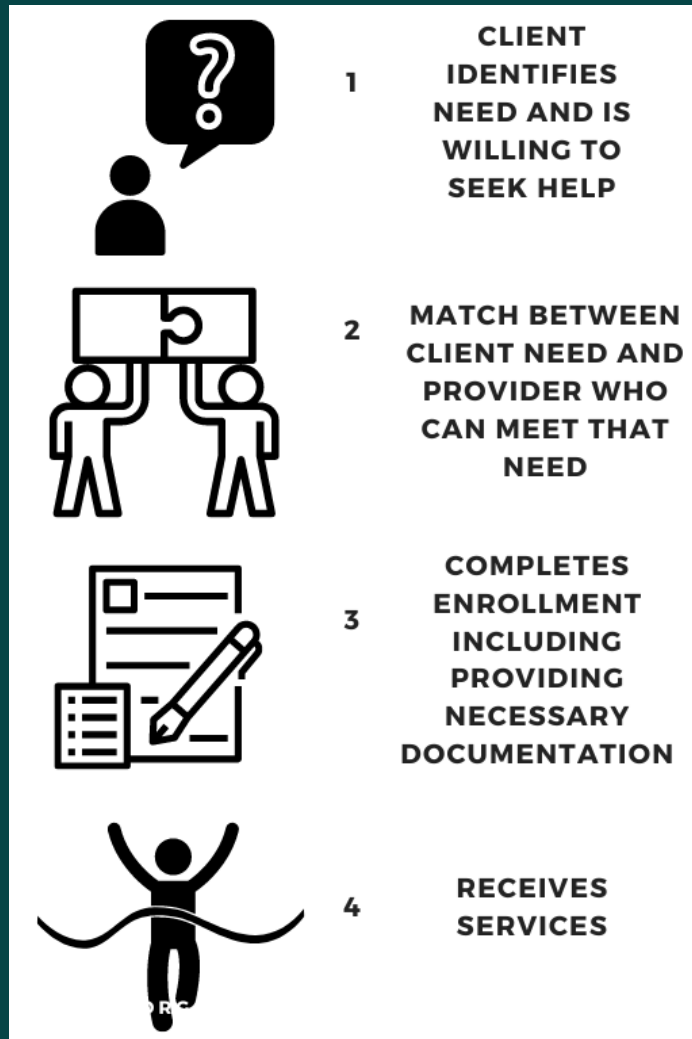 1
CLIENT
IDENTIFIES
NEED AND IS
WILLING TO
SEEK HELP
2
MATCH BETWEEN
CLIENT NEED AND
PROVIDER WHO
CAN MEET THAT
NEED
3
COMPLETES
ENROLLMENT
INCLUDING
PROVIDING
NECESSARY
DOCUMENTATION
4
RECEIVES
SERVICES